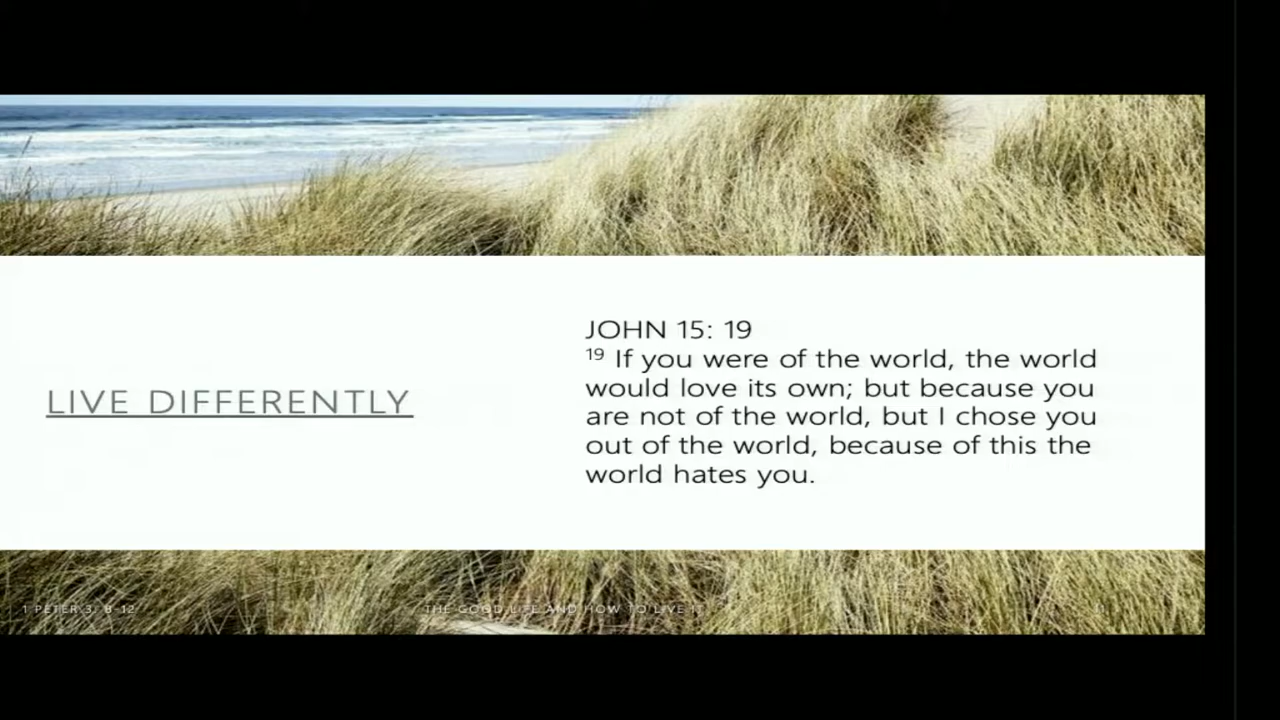 LIVE DIFFERENTLY
JOHN 15: 19
19 If you were of the world, the world
would love its own; but because you
are not of the world, but I chose you
out of the world, because of this the
world hates you.
1 PETER 3: 8-12
THE GOOD LIFE AND HOW TO LIVE IT